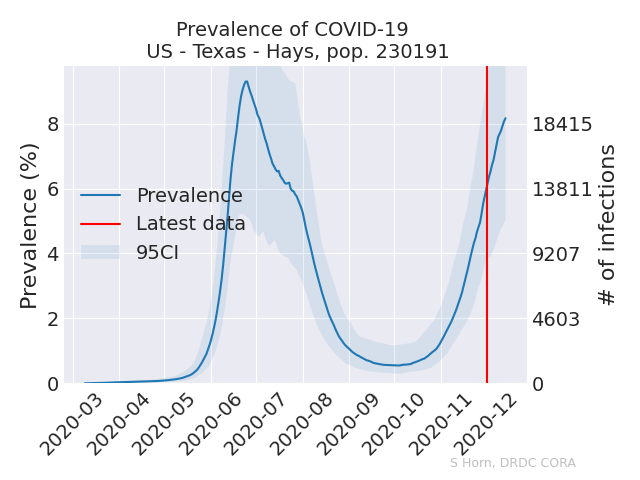 Prevalence of COVID-19
US - Texas - Hays, pop. 230191
Prevalence (%)
8
6
4
2
0
18415
13811
9207
4603
0
# of infections
Prevalence
Latest data
95CI
2020-03
2020-04
2020-05
2020-06
2020-07
2020-08
2020-09
2020-10
2020-11
2020-12
S Horn, DRDC CORA